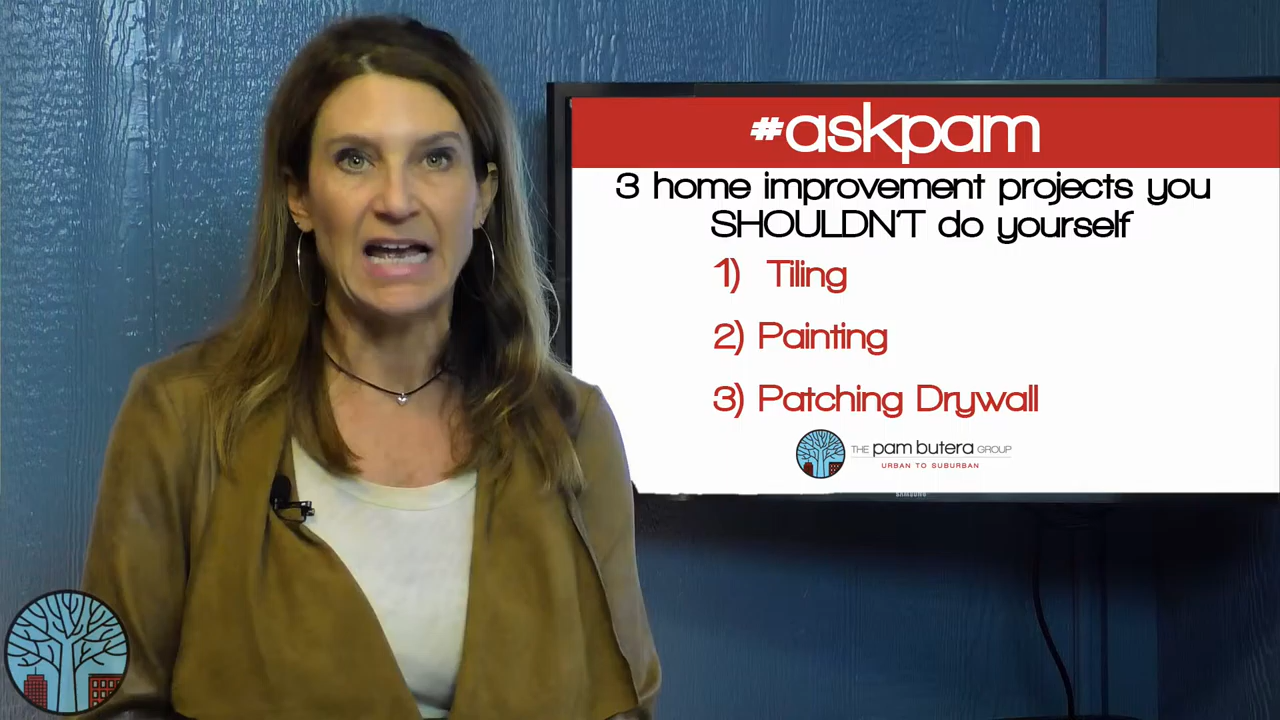 #askpam
3 home improvement projects you
SHOULDN'T do yourself
1) Tiling
2) Painting
3) Patching Drywall
THE pam butera GROUP
URBAN TO SUBURBAN
SAMSUNG